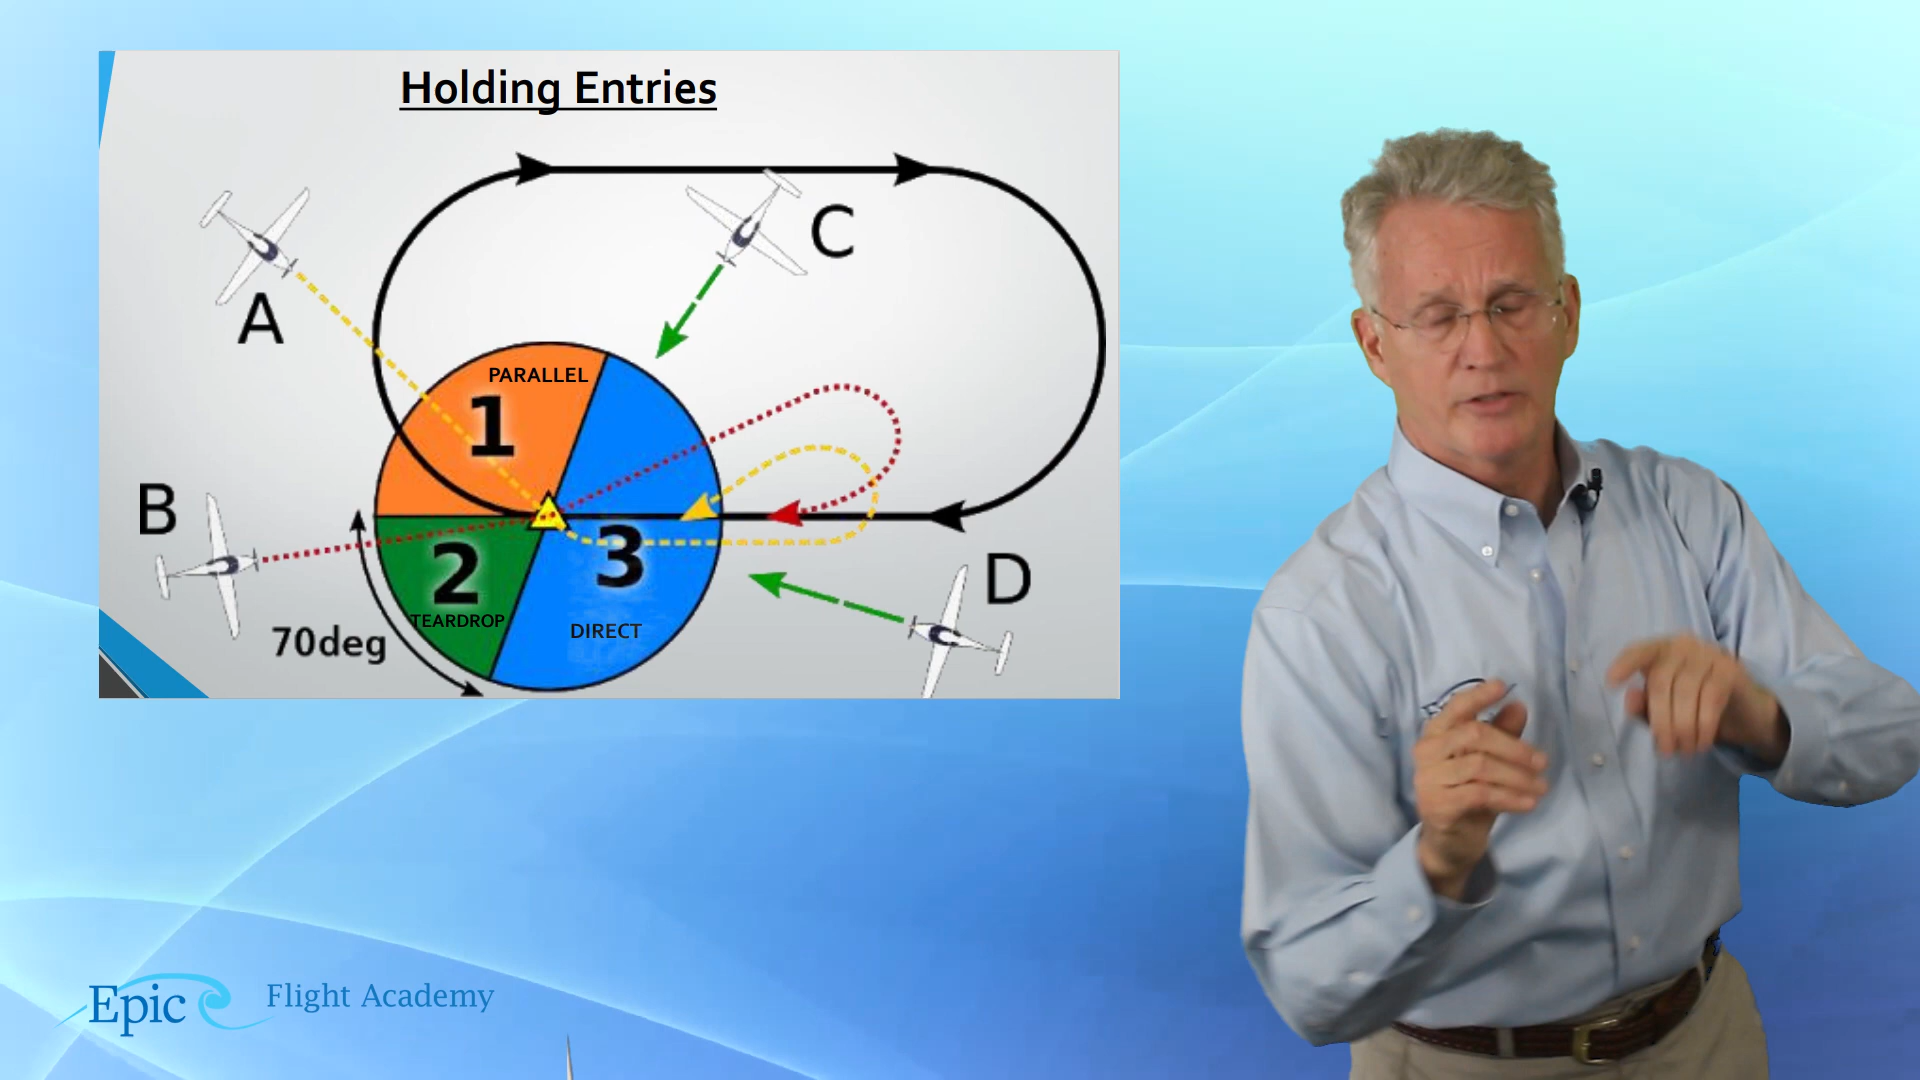 Holding Entries
C
A
PARALLEL
1
B
3
2
D
TEARDROP
DIRECT
70deg
Epic Flight Academy